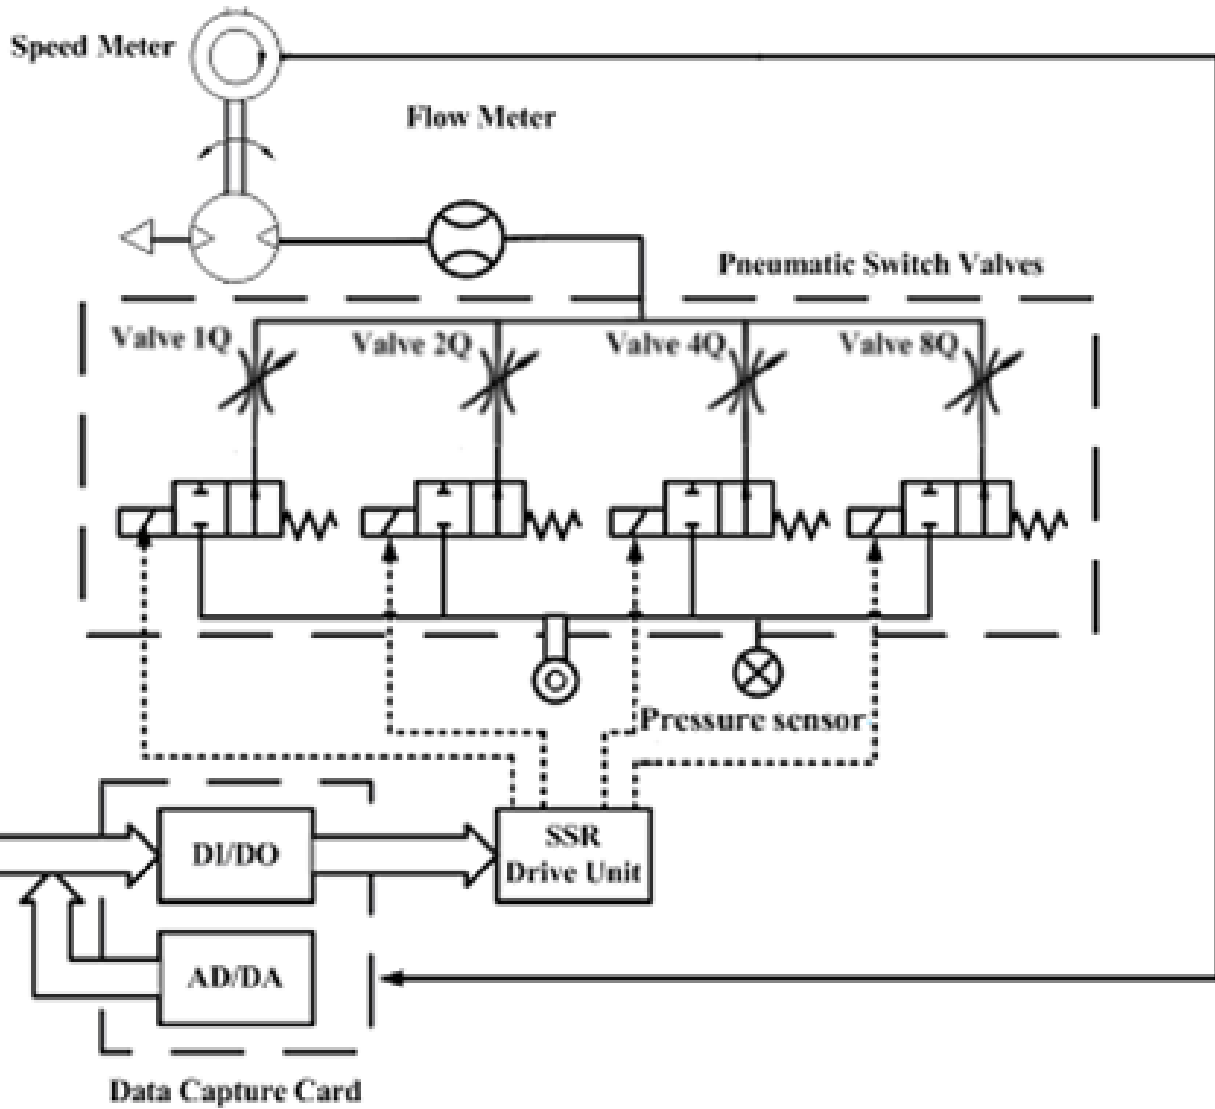 Speed Meter
Flow Meter
Pneumatic Switch Valves
Valve 1Q
Valve 2Q
Valve 4Q
Valve 8Q
Pressure sensor
SSR
Drive Unit
DI/DO
AD/DA
Data Capture Card